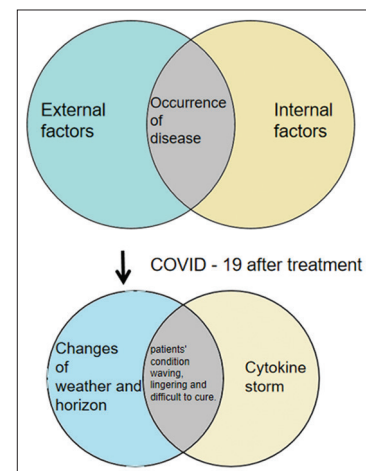 External
factors
Occurrence
of
disease
Internal
factors
COVID - 19 after treatment
Changes
of
weather and
horizon
patients'
condition
waving,
lingering and
difficult to cure.
Cytokine
storm